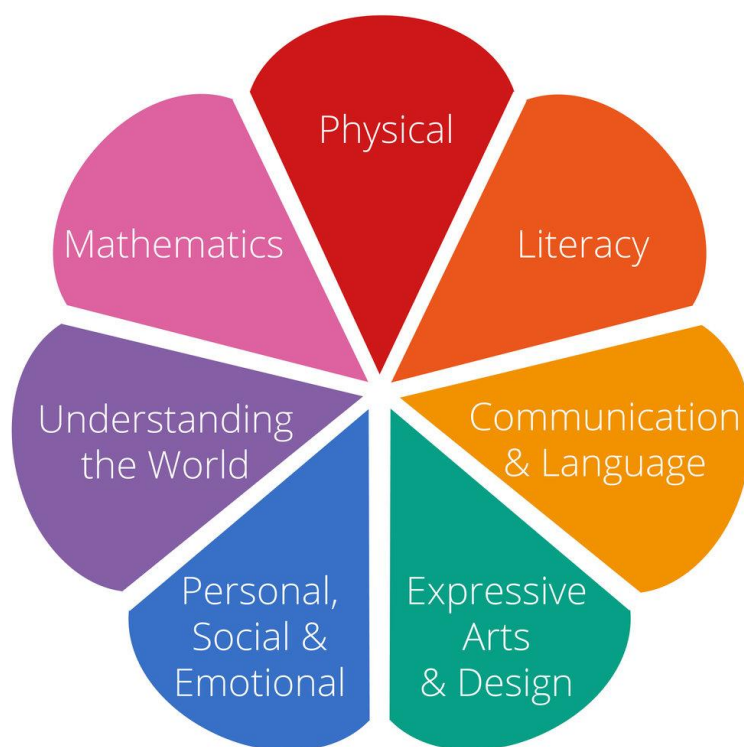 Physical
Literacy
Communication
& Language
Expressive
Arts
& Design
Personal,
Social &
Emotional
Understanding
the World
Mathematics